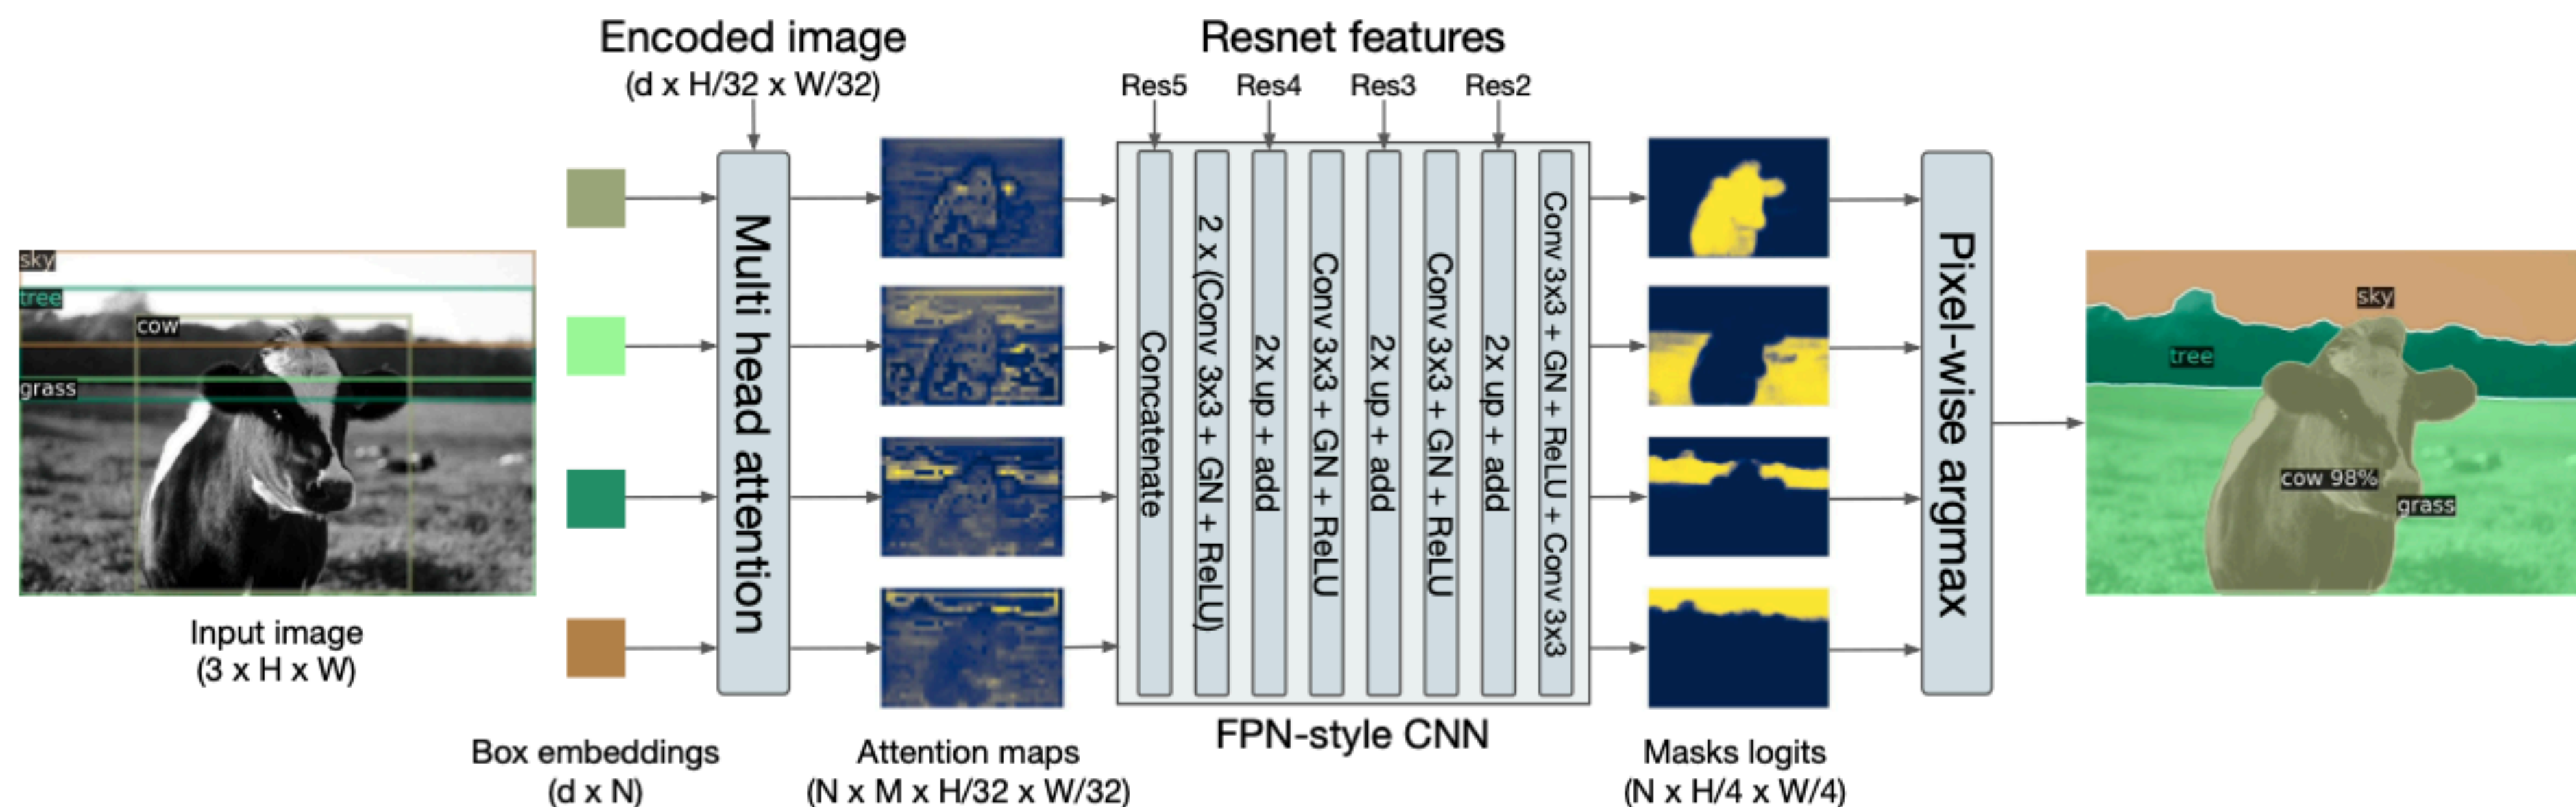 Encoded image
(d x H/32 x W/32)
Resnet features
Res5
Res4
Res3
Res2
sky
tree
cow
grass
Input image
(3 x H x W)
Box embeddings
(d x N)
Multi head attention
Attention maps
(N x M x H/32 x W/32)
Concatenate
2 x (Conv 3x3 + GN + ReLU)
2x up + add
Conv 3x3 + GN + ReLU
2x up + add
Conv 3x3 + GN + ReLU
2x up + add
Conv 3x3 + GN + ReLU + Conv 3x3
FPN-style CNN
Masks logits
(N x H/4 x W/4)
Pixel-wise argmax
sky
tree
cow 98%
grass